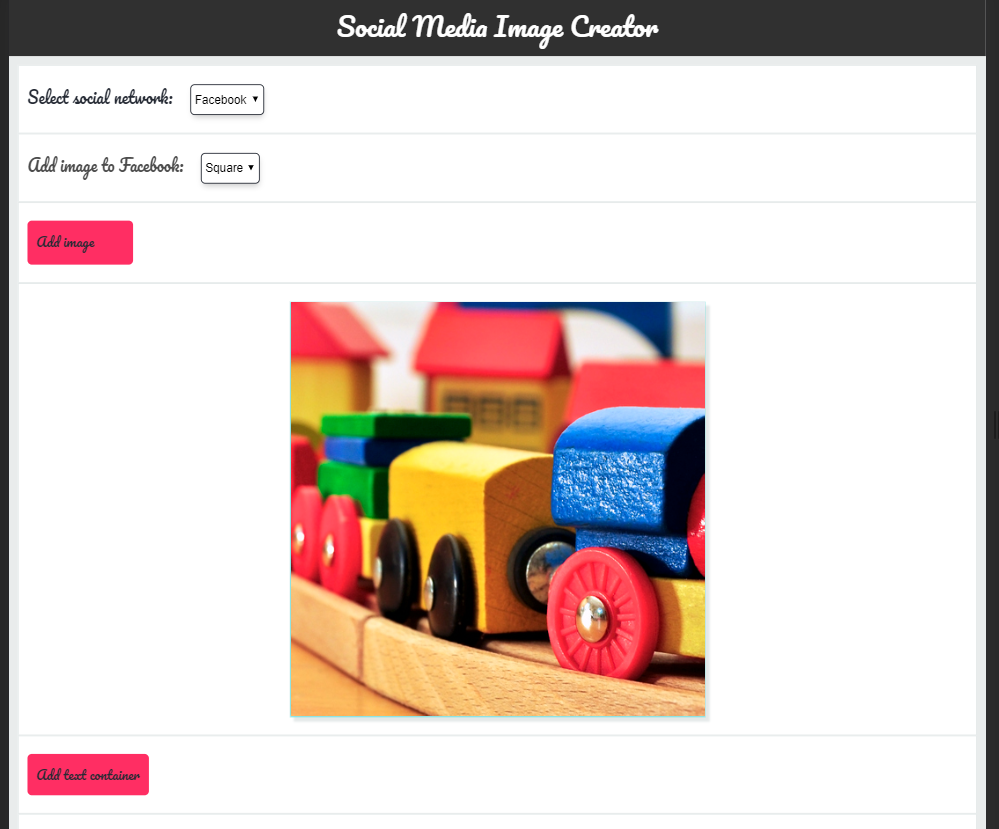 Social Media Image Creator
Select social network: Facebook
Add image to Facebook: Square
Add image
Add text container